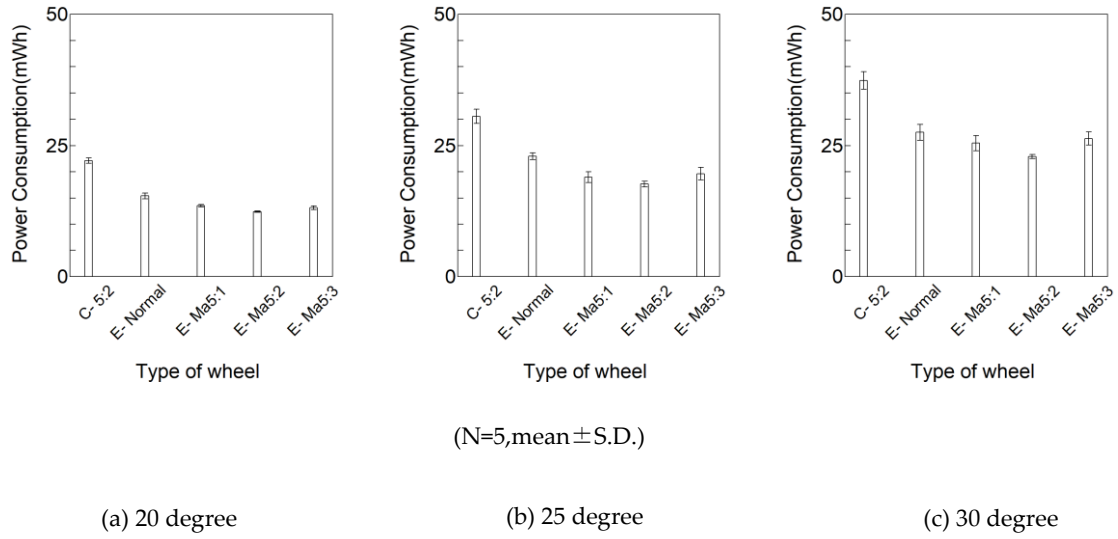 50
25
0
Power Consumption(mWh)
C- 5:2
E- Normal
E- Ma5:1
E- Ma5:2
E- Ma5:3
Type of wheel
50
25
0
Power Consumption(mWh)
C- 5:2
E- Normal
E- Ma5:1
E- Ma5:2
E- Ma5:3
Type of wheel
50
25
0
Power Consumption(mWh)
C- 5:2
E- Normal
E- Ma5:1
E- Ma5:2
E- Ma5:3
Type of wheel
(N=5,mean±S.D.)
(a) 20 degree
(b) 25 degree
(c) 30 degree